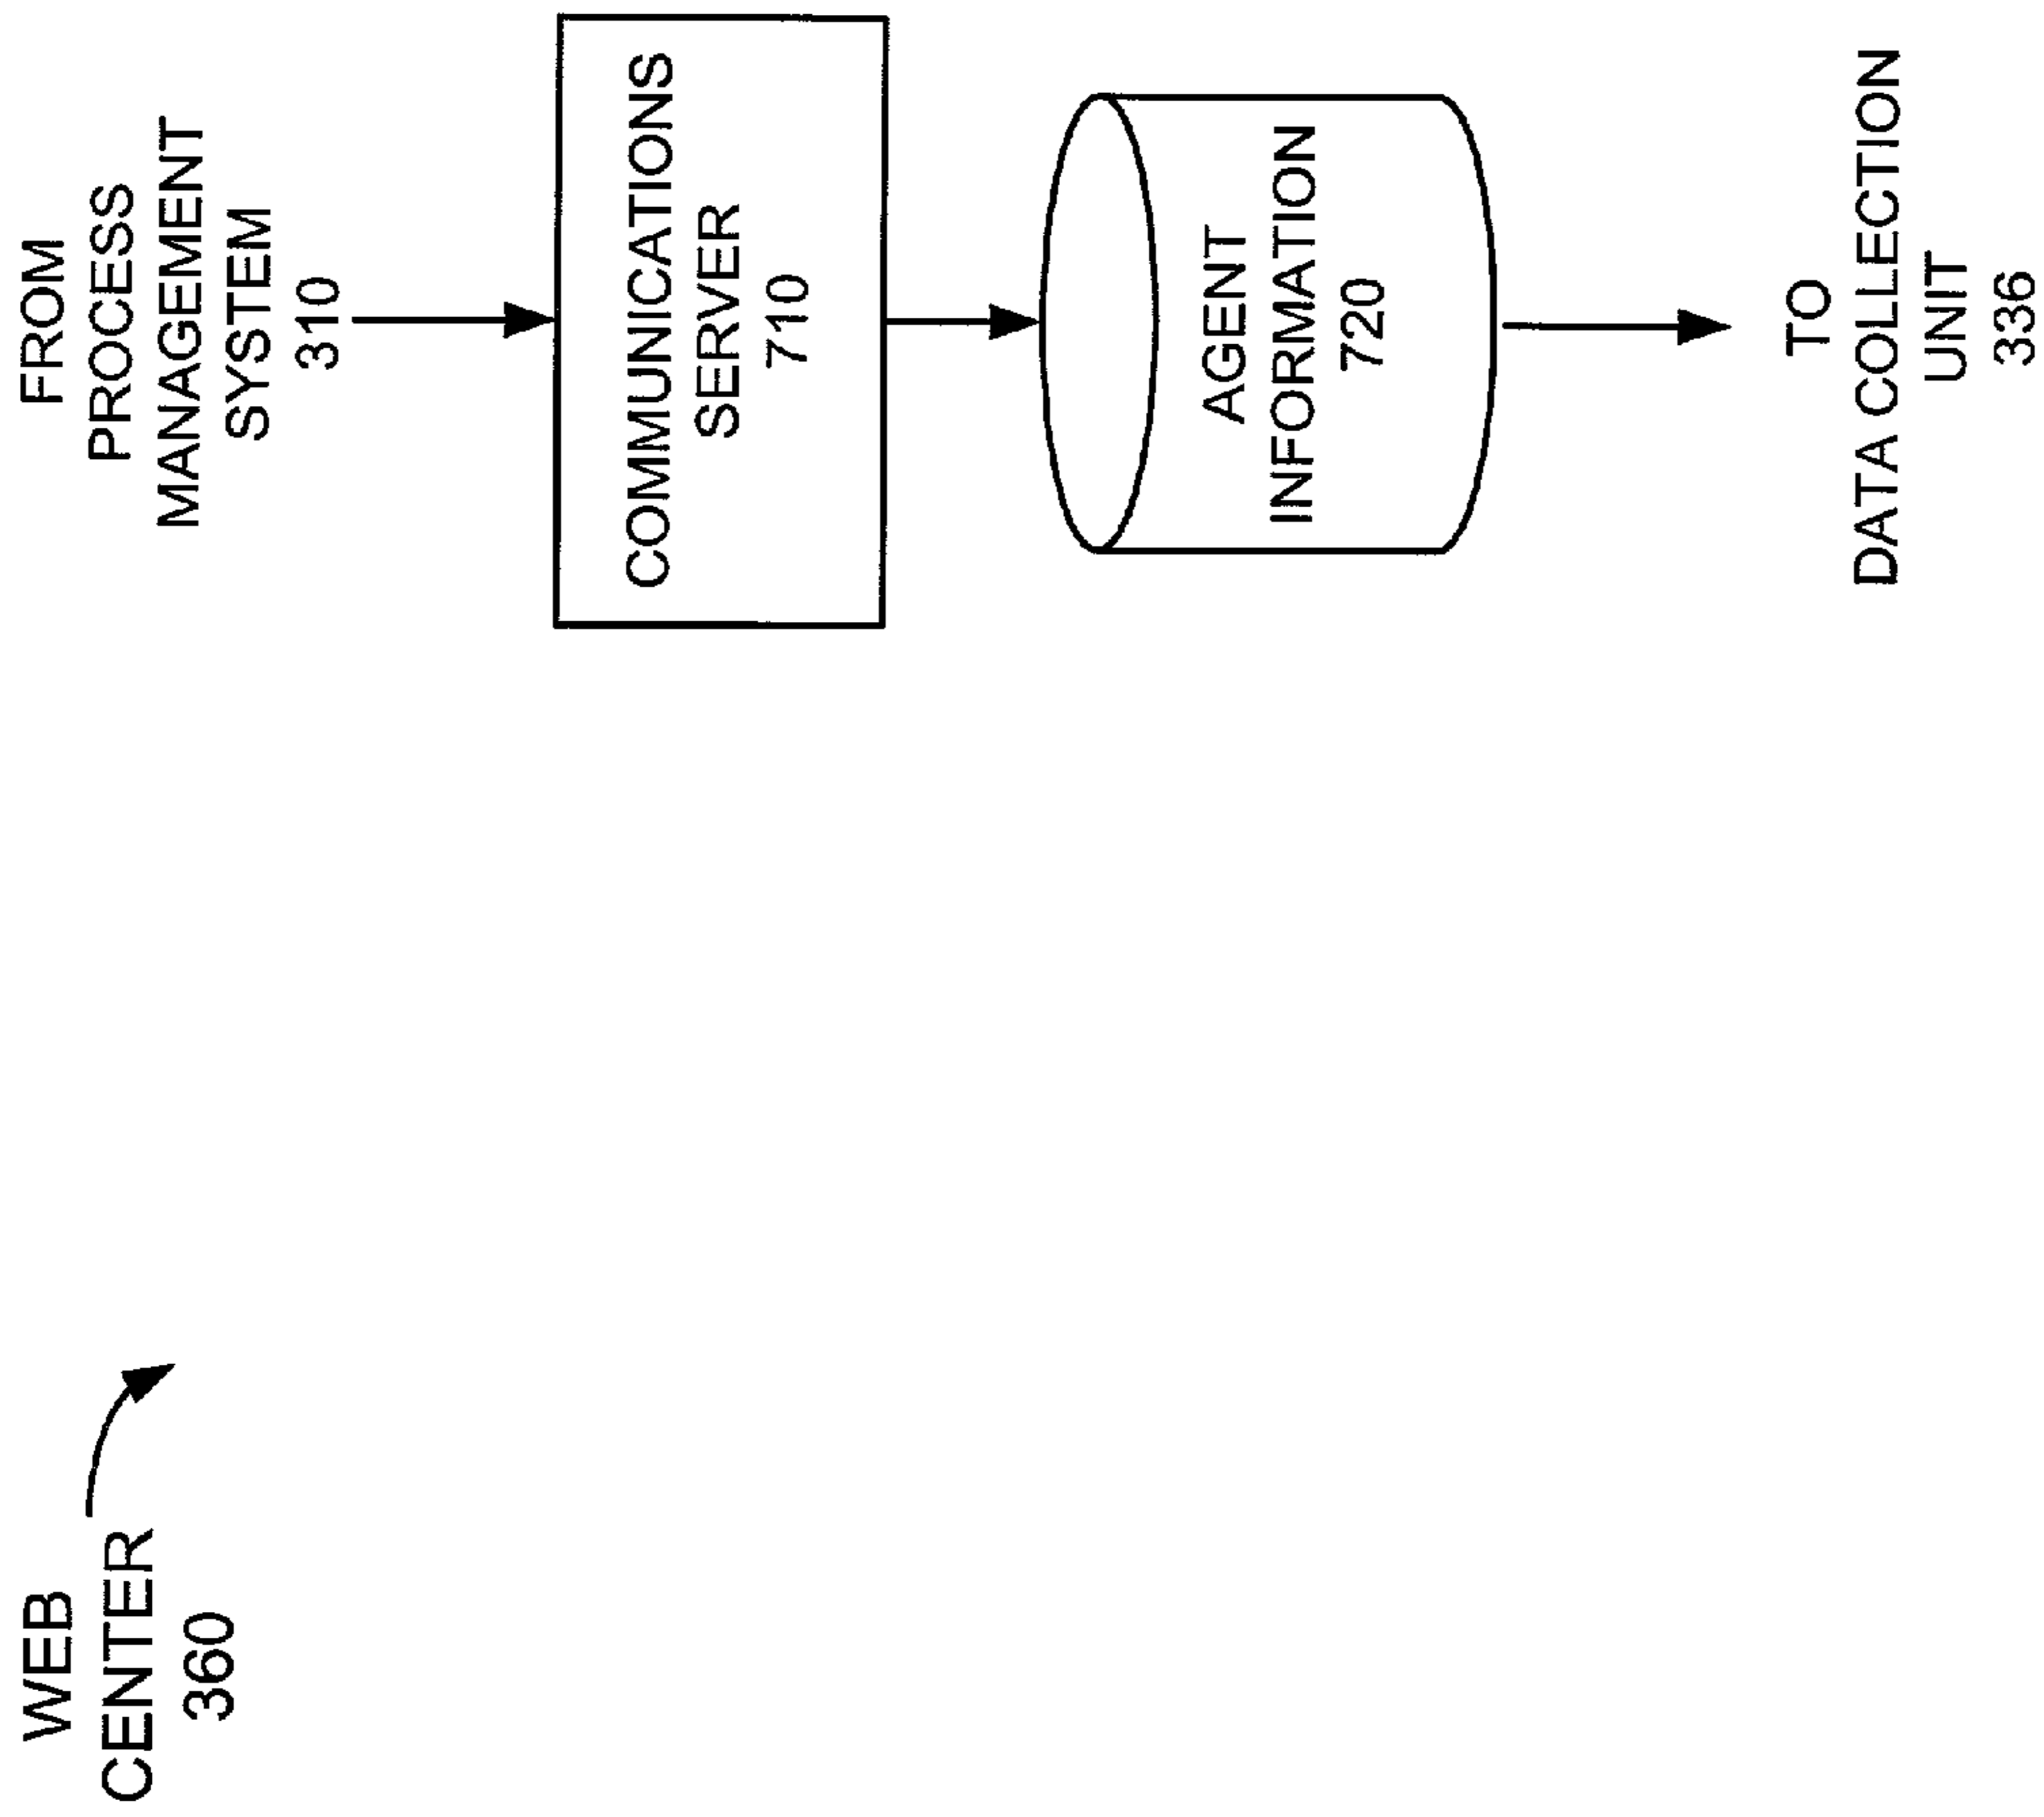 WEB
CENTER
360
FROM
PROCESS
MANAGEMENT
SYSTEM
310
COMMUNICATIONS
SERVER
710
AGENT
INFORMATION
720
TO
DATA COLLECTION
UNIT
336